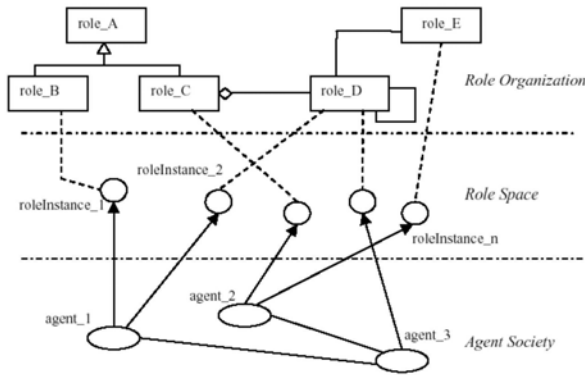 role_A
role_E
role_B
role_C
role_D
Role Organization
roleInstance_2
roleInstance_1
Role Space
roleInstance_n
agent_2
agent_1
agent_3
Agent Society